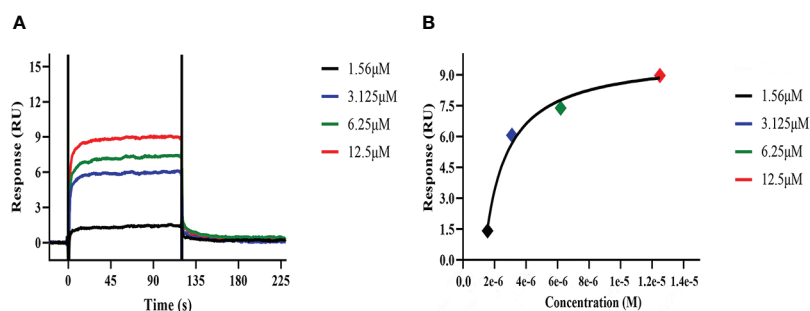 A
Response (RU)
15
12
9
6
3
0
0 45 90 135 180 225
Time (s)
1.56μM
3.125μM
6.25μM
12.5μM
B
Response (RU)
9.0
7.5
6.0
4.5
3.0
1.5
0.0
0.0 2e-6 4e-6 6e-6 8e-6 1e-5 1.2e-5 1.4e-5
Concentration (M)
1.56μM
3.125μM
6.25μM
12.5μM